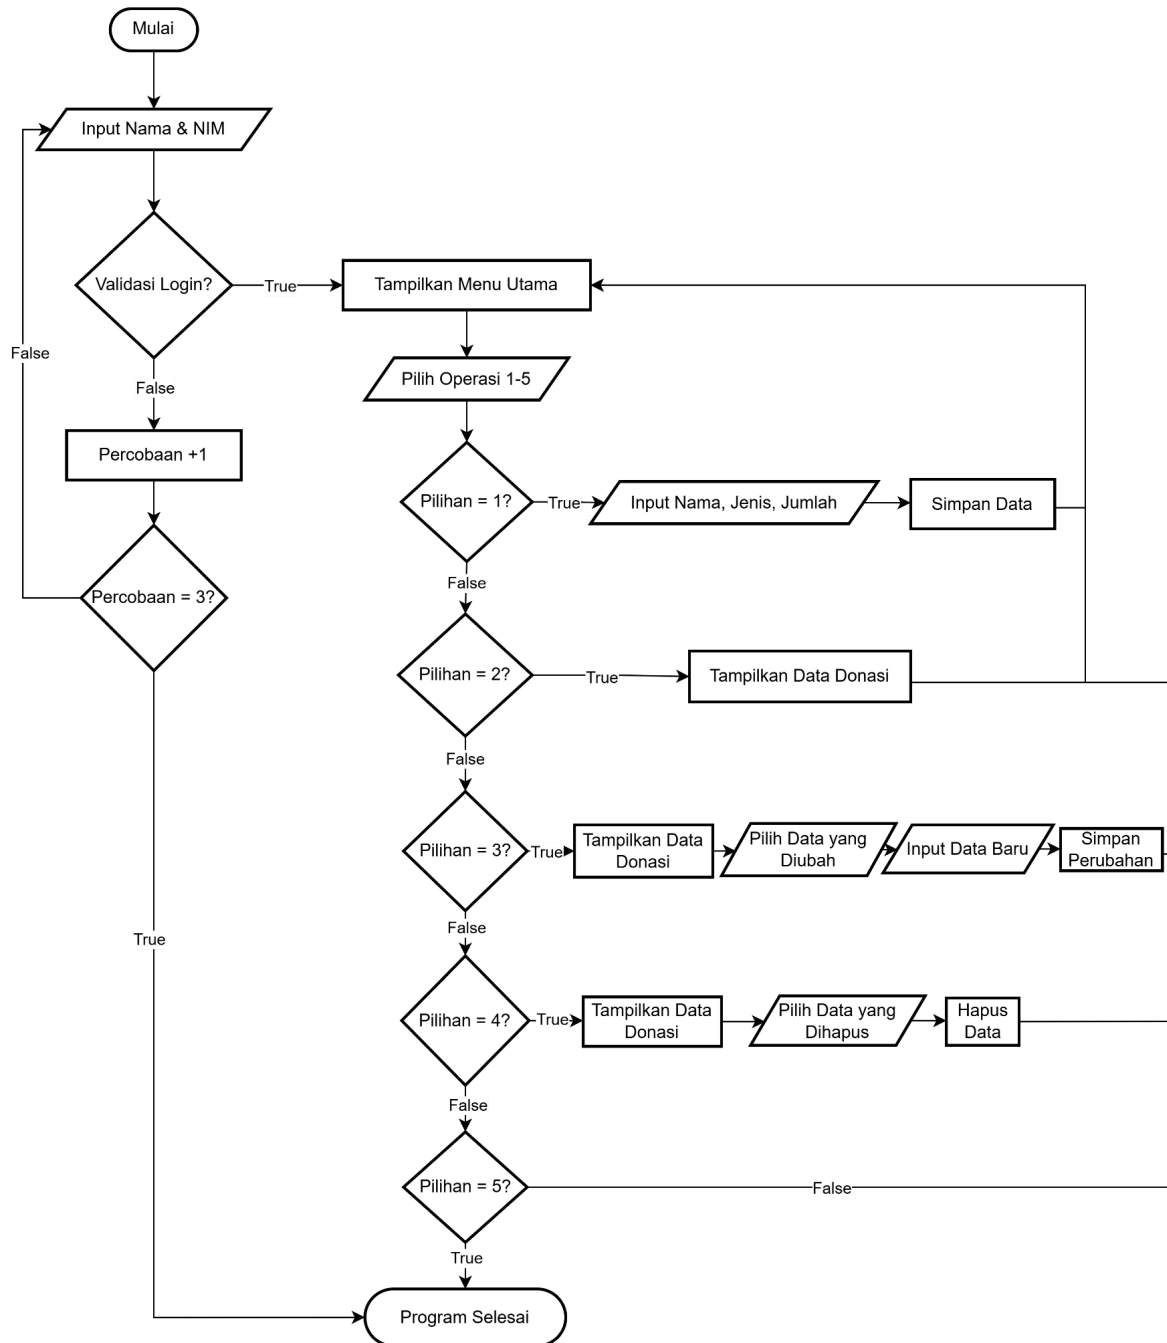 Mulai
Input Nama & NIM
Validasi Login?
True
Tampilkan Menu Utama
False
False
Pilih Operasi 1-5
Percobaan +1
Pilihan = 1?
True
Input Nama, Jenis, Jumlah
Simpan Data
False
Percobaan = 3?
Pilihan = 2?
True
Tampilkan Data Donasi
False
Pilihan = 3?
True
Tampilkan Data
Donasi
Pilih Data yang
Diubah
Input Data Baru
Simpan
Perubahan
False
True
Pilihan = 4?
True
Tampilkan Data
Donasi
Pilih Data yang
Dihapus
Hapus
Data
False
Pilihan = 5?
False
True
Program Selesai